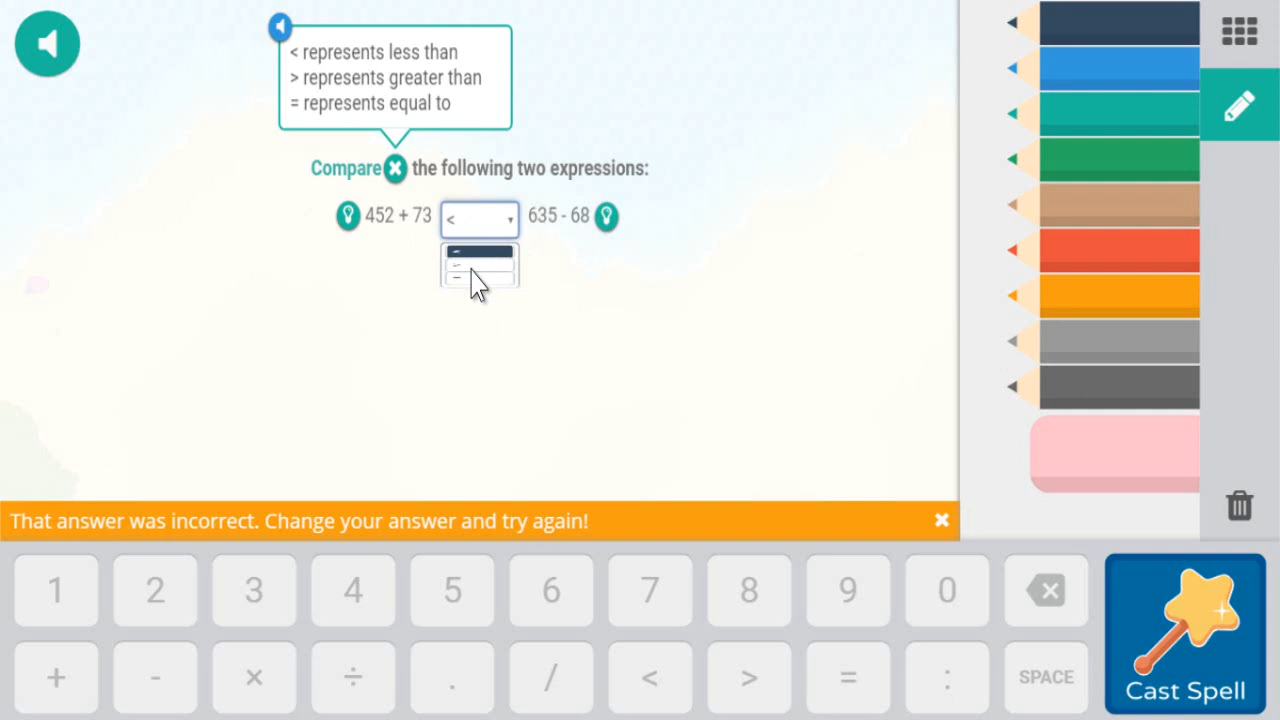 < represents less than
> represents greater than
= represents equal to
Compare the following two expressions:
452 + 73 < 635 - 68
That answer was incorrect. Change your answer and try again!
1 2 3 4 5 6 7 8 9 0
+ - × ÷ . / < > = : SPACE
Cast Spell